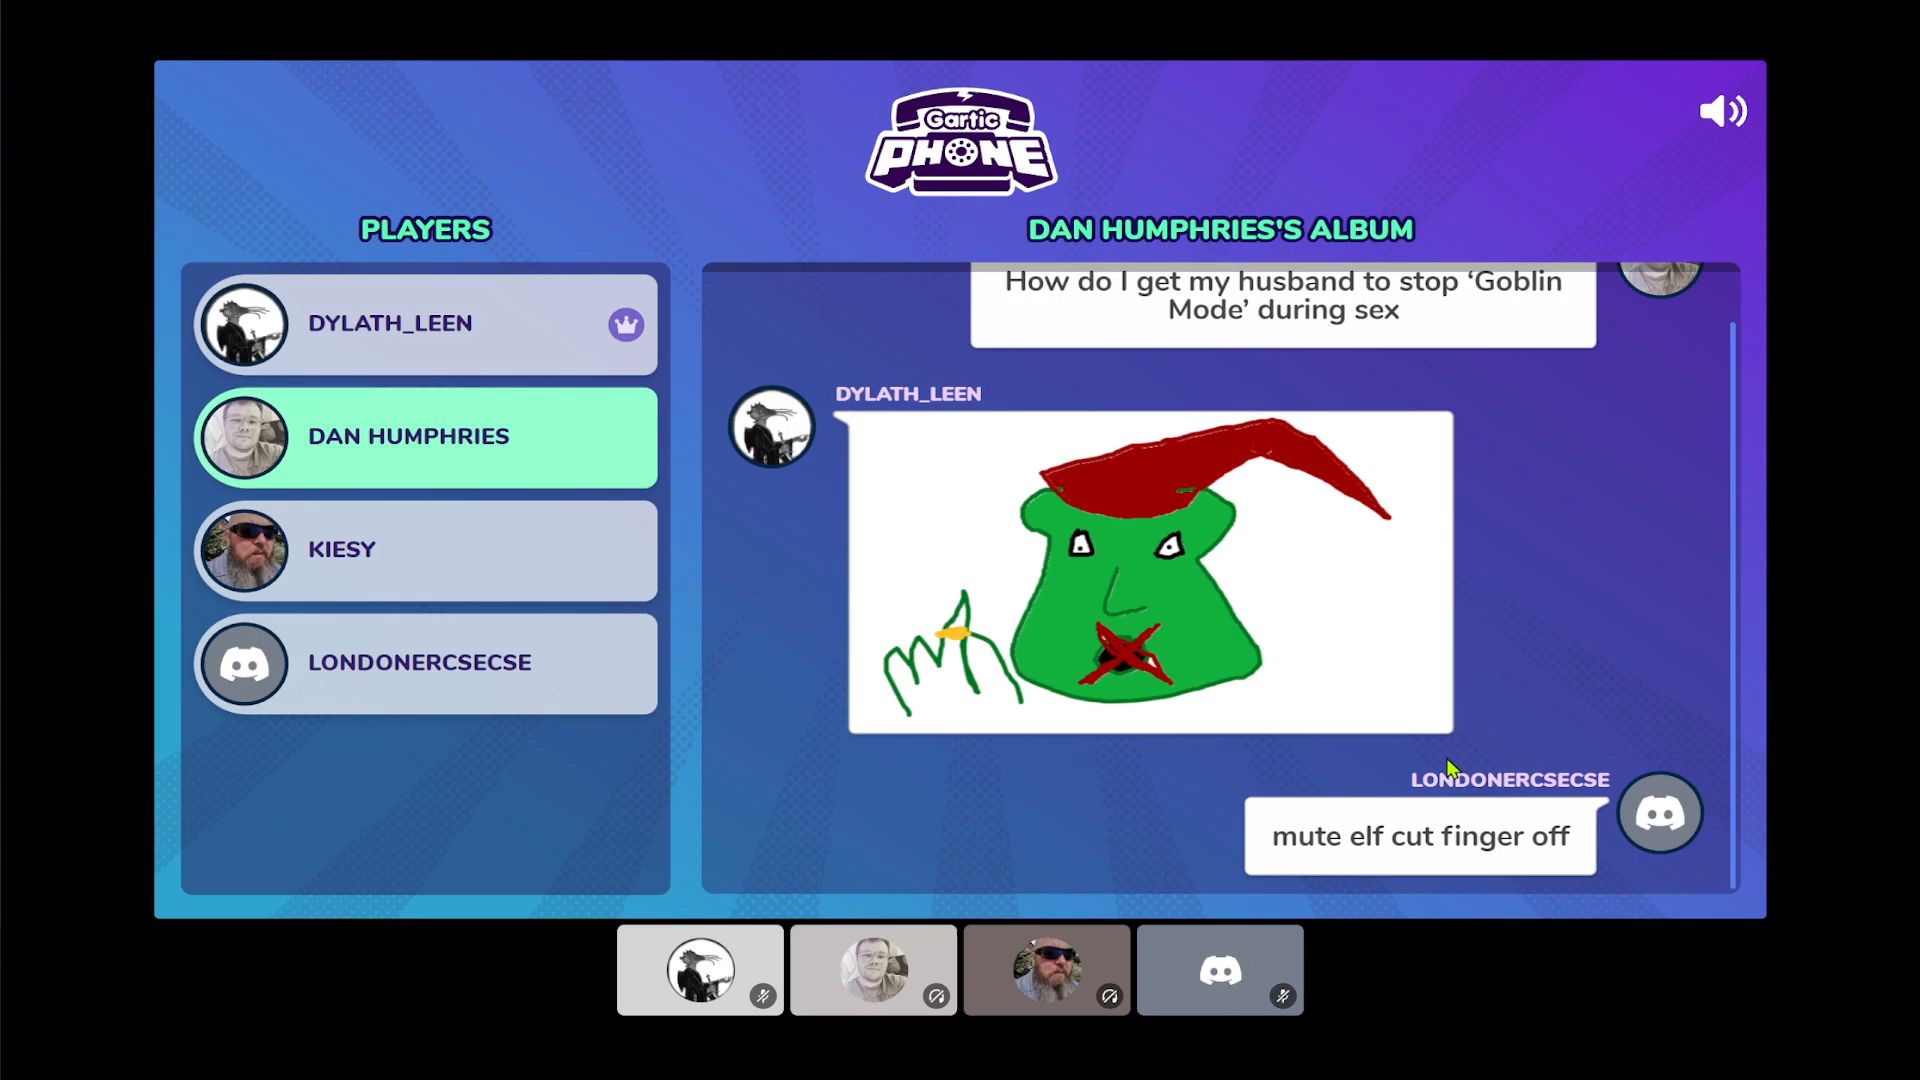 Gartic
PHONE
PLAYERS
DYLATH_LEEN
DAN HUMPHRIES
KIESY
LONDONERCSECSE
DAN HUMPHRIES'S ALBUM
How do I get my husband to stop ‘Goblin
Mode’ during sex
DYLATH_LEEN
LONDONERCSECSE
mute elf cut finger off